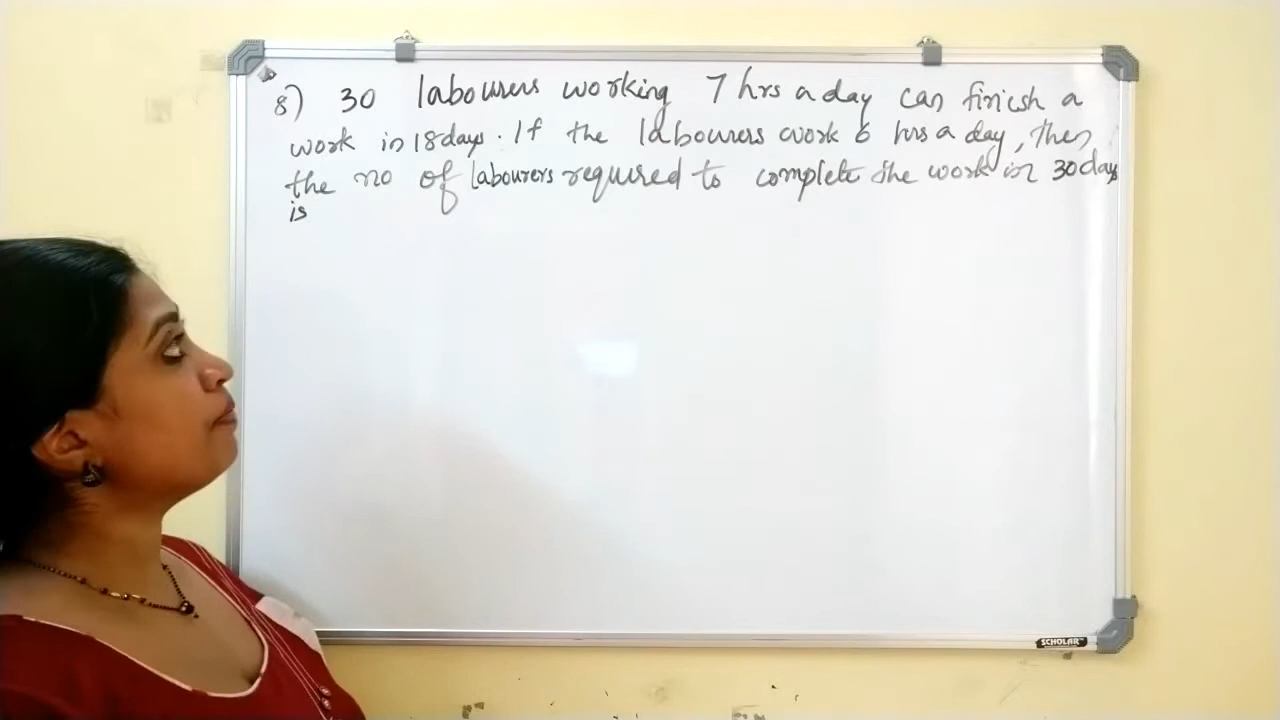 8) 30 labourers working 7 hrs a day can finish a
work in 18 days. If the labourers work 6 hrs a day, then
the no of labourers required to complete the work in 30 days
is
SCHOLAR